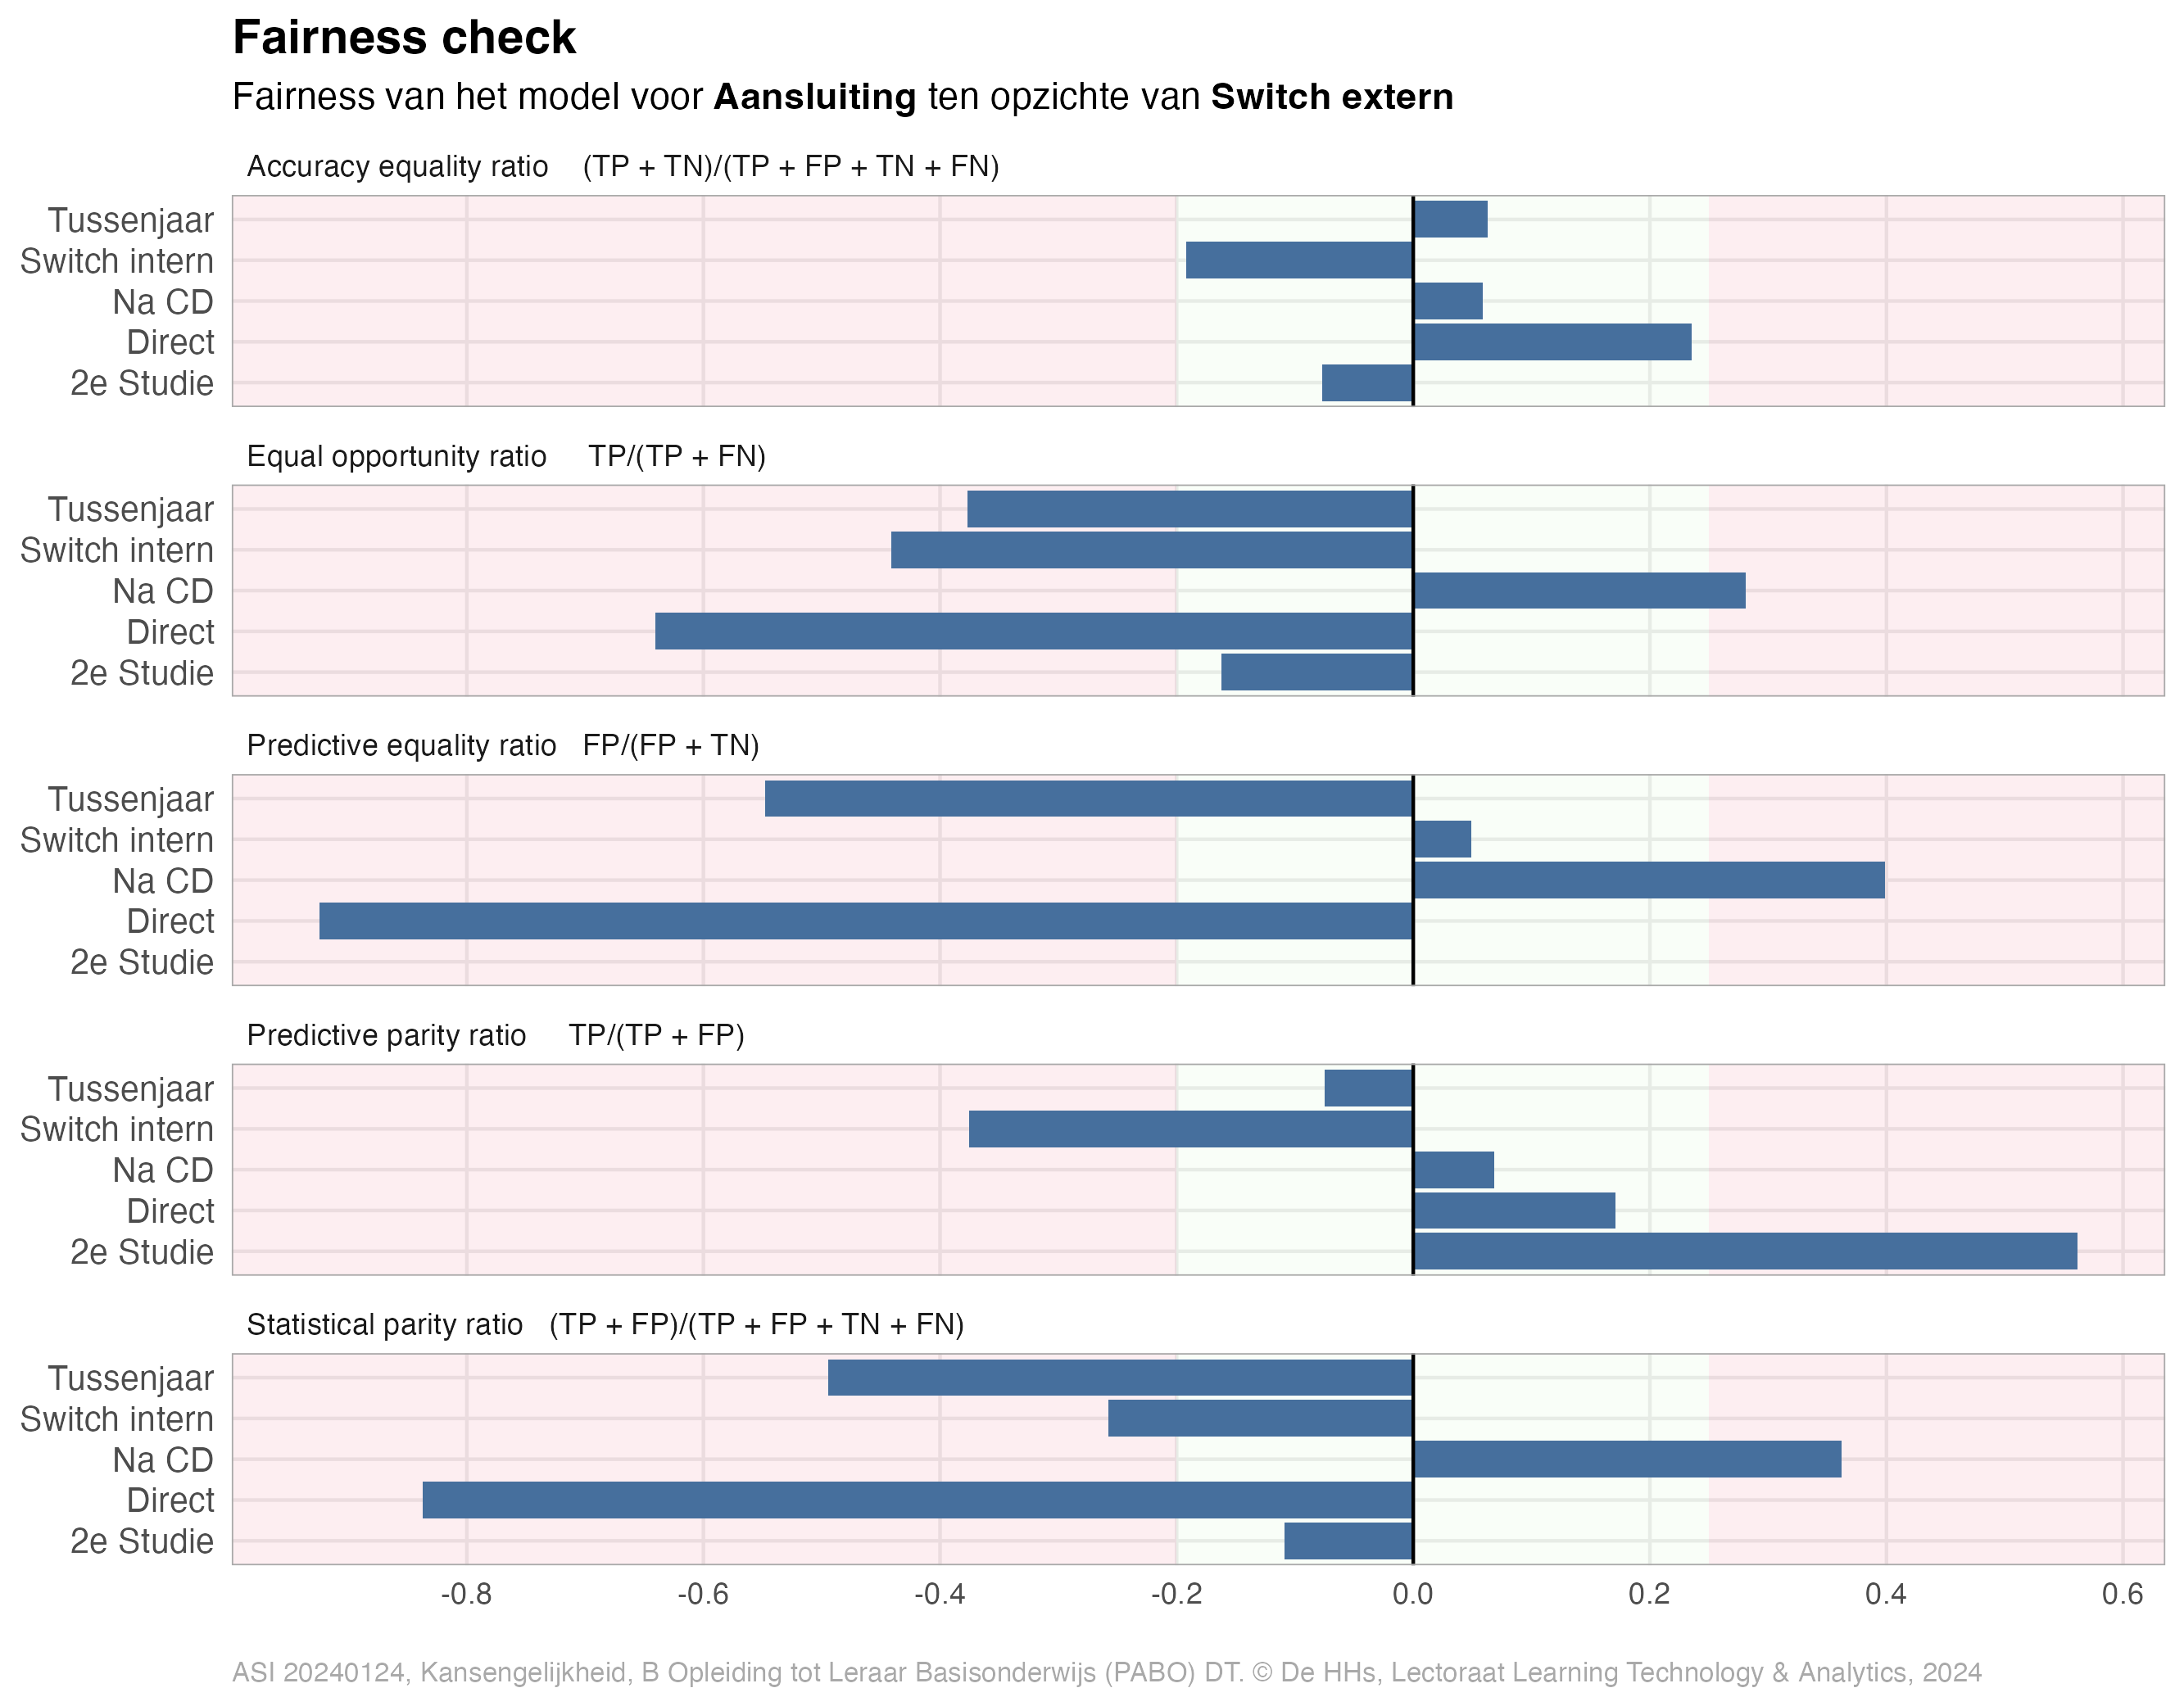 Fairness check
Fairness van het model voor Aansluiting ten opzichte van Switch extern
Accuracy equality ratio (TP + TN)/(TP + FP + TN + FN)
Tussenjaar
Switch intern
Na CD
Direct
2e Studie
Equal opportunity ratio TP/(TP + FN)
Tussenjaar
Switch intern
Na CD
Direct
2e Studie
Predictive equality ratio FP/(FP + TN)
Tussenjaar
Switch intern
Na CD
Direct
2e Studie
Predictive parity ratio TP/(TP + FP)
Tussenjaar
Switch intern
Na CD
Direct
2e Studie
Statistical parity ratio (TP + FP)/(TP + FP + TN + FN)
Tussenjaar
Switch intern
Na CD
Direct
2e Studie
-0.8 -0.6 -0.4 -0.2 0.0 0.2 0.4 0.6
ASI 20240124, Kansengelijkheid, B Opleiding tot Leraar Basisonderwijs (PABO) DT. © De HHs, Lectoraat Learning Technology & Analytics, 2024